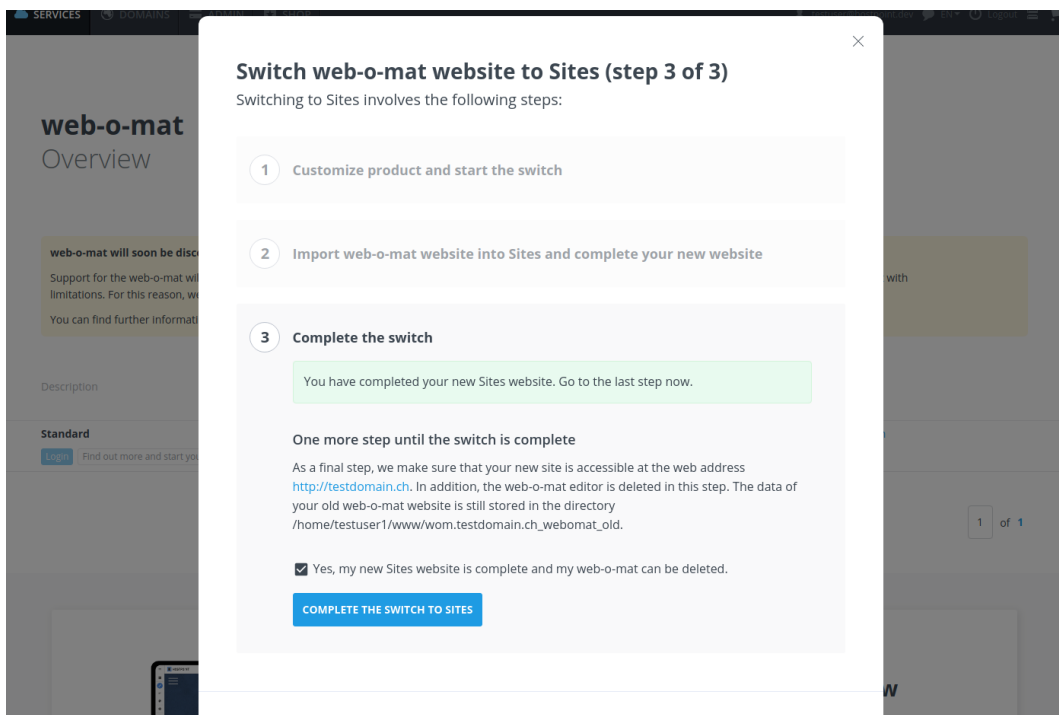 SERVICES DOMAINS ADMIN SHOP EN Logout
Switch web-o-mat website to Sites (step 3 of 3)
Switching to Sites involves the following steps:
web-o-mat
Overview
1 Customize product and start the switch
2 Import web-o-mat website into Sites and complete your new website
web-o-mat will soon be disc
Support for the web-o-mat wil
with
limitations. For this reason, we
You can find further informati
3 Complete the switch
You have completed your new Sites website. Go to the last step now.
Description
Standard
Login Find out more and start you
One more step until the switch is complete
As a final step, we make sure that your new site is accessible at the web address
http://testdomain.ch. In addition, the web-o-mat editor is deleted in this step. The data of
your old web-o-mat website is still stored in the directory
/home/testuser1/www/wom.testdomain.ch_webomat_old.
1 of 1
Yes, my new Sites website is complete and my web-o-mat can be deleted.
COMPLETE THE SWITCH TO SITES
w